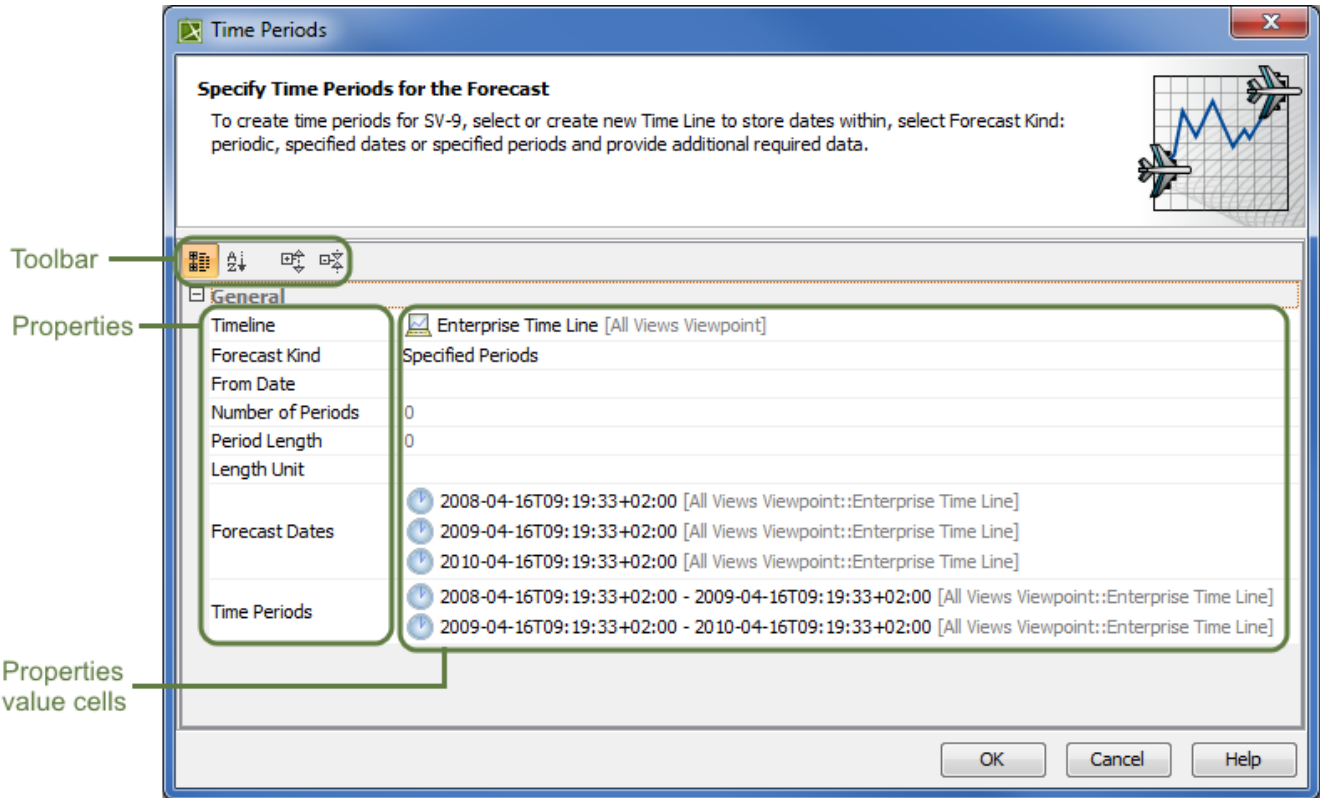 Time Periods
Specify Time Periods for the Forecast
To create time periods for SV-9, select or create new Time Line to store dates within, select Forecast Kind:
periodic, specified dates or specified periods and provide additional required data.
Toolbar
General
Properties
Timeline Enterprise Time Line [All Views Viewpoint]
Forecast Kind Specified Periods
From Date
Number of Periods 0
Period Length 0
Length Unit
Forecast Dates
2008-04-16T09:19:33+02:00 [All Views Viewpoint::Enterprise Time Line]
2009-04-16T09:19:33+02:00 [All Views Viewpoint::Enterprise Time Line]
2010-04-16T09:19:33+02:00 [All Views Viewpoint::Enterprise Time Line]
Time Periods
2008-04-16T09:19:33+02:00 - 2009-04-16T09:19:33+02:00 [All Views Viewpoint::Enterprise Time Line]
2009-04-16T09:19:33+02:00 - 2010-04-16T09:19:33+02:00 [All Views Viewpoint::Enterprise Time Line]
Properties
value cells
OK Cancel Help